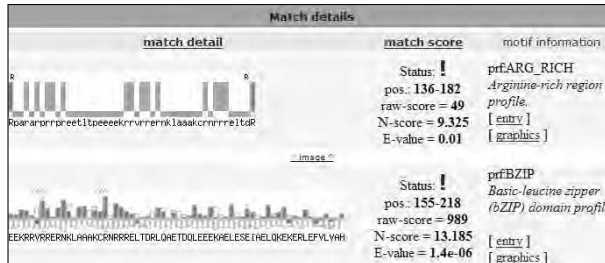 Match details
match detail match score motif information
R R
RpararprrpreetltpeeeekrrvrrernklaaakcrnrrreltdR
Status: !
pos.: 136-182
raw-score = 49
N-score = 9.325
E-value = 0.01
prf:ARG_RICH
Arginine-rich region
profile.
[ entry ]
[ graphics ]
^ image ^
EEKRRVRRERNKLAAAKCRNRRRELTDRLQAETDQLEEEKAELESEIAELQKEKERLEFVLVAH
Status: !
pos.: 155-218
raw-score = 989
N-score = 13.185
E-value = 1.4e-06
prf:BZIP
Basic-leucine zipper
(bZIP) domain profil
[ entry ]
[ graphics ]